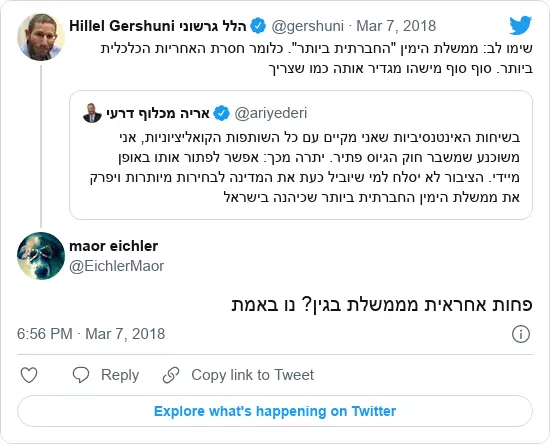 Hillel Gershuni הלל גרשוני @gershuni · Mar 7, 2018
שימו לב: ממשלת הימין "החברתית ביותר". כלומר חסרת האחריות הכלכלית
ביותר. סוף סוף מישהו מגדיר אותה כמו שצריך
אריה מכלוף דרעי @ariyederi
בשיחות האינטנסיביות שאני מקיים עם כל השותפות הקואליציוניות, אני
משוכנע שמשבר חוק הגיוס פתיר. יתרה מכך: אפשר לפתור אותו באופן
מיידי. הציבור לא יסלח למי שיוביל כעת את המדינה לבחירות מיותרות ויפרק
את ממשלת הימין החברתית ביותר שכיהנה בישראל
maor eichler
@EichlerMaor
פחות אחראית מממשלת בגין? נו באמת
6:56 PM · Mar 7, 2018
Reply
Copy link to Tweet
Explore what's happening on Twitter